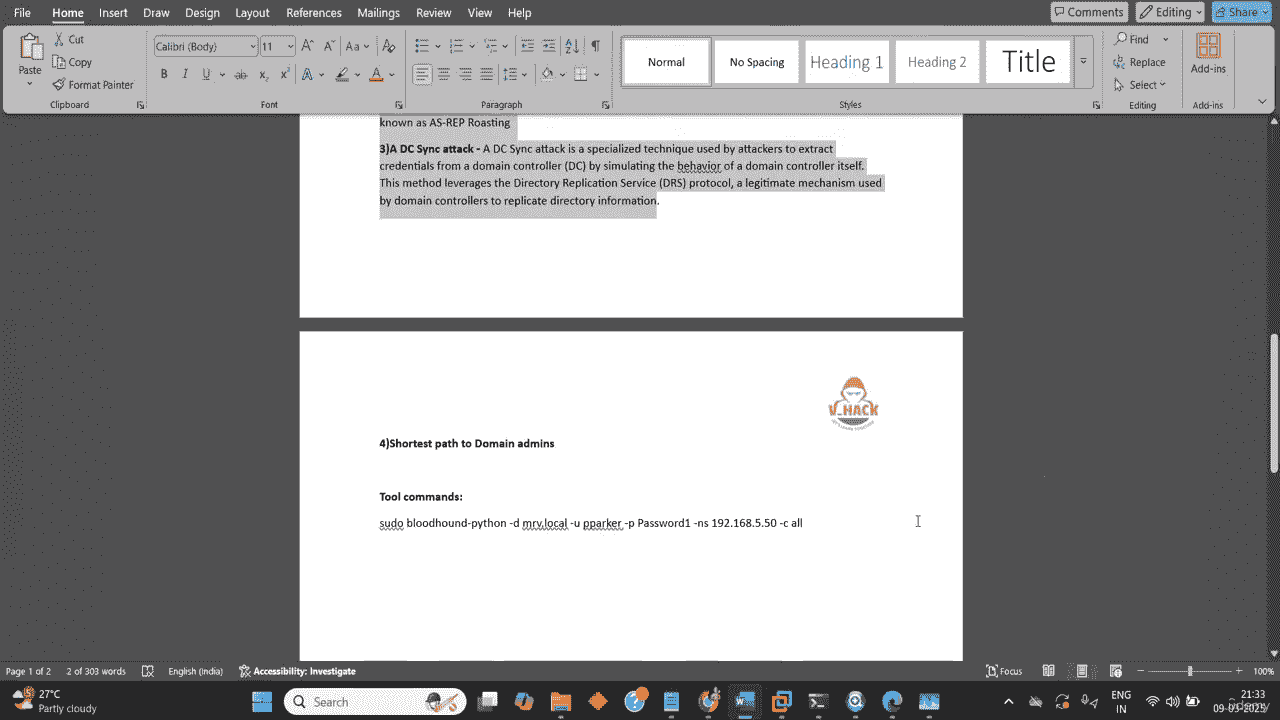 File Home Insert Draw Design Layout References Mailings Review View Help Comments Editing Share
Paste Cut Copy Format Painter
Calibri (Body) 11
Normal No Spacing Heading 1 Heading 2 Title
Find Replace Select Add-ins
Clipboard Font Paragraph Styles Editing Add-ins
known as AS-REP Roasting
3)A DC Sync attack - A DC Sync attack is a specialized technique used by attackers to extract
credentials from a domain controller (DC) by simulating the behavior of a domain controller itself.
This method leverages the Directory Replication Service (DRS) protocol, a legitimate mechanism used
by domain controllers to replicate directory information.
V_HACK
4)Shortest path to Domain admins
Tool commands:
sudo bloodhound-python -d mrv.local -u pparker -p Password1 -ns 192.168.5.50 -c all
Page 1 of 2 2 of 303 words English (India) Accessibility: Investigate Focus 100%
27°C
Partly cloudy
Search
ENG
IN
21:33